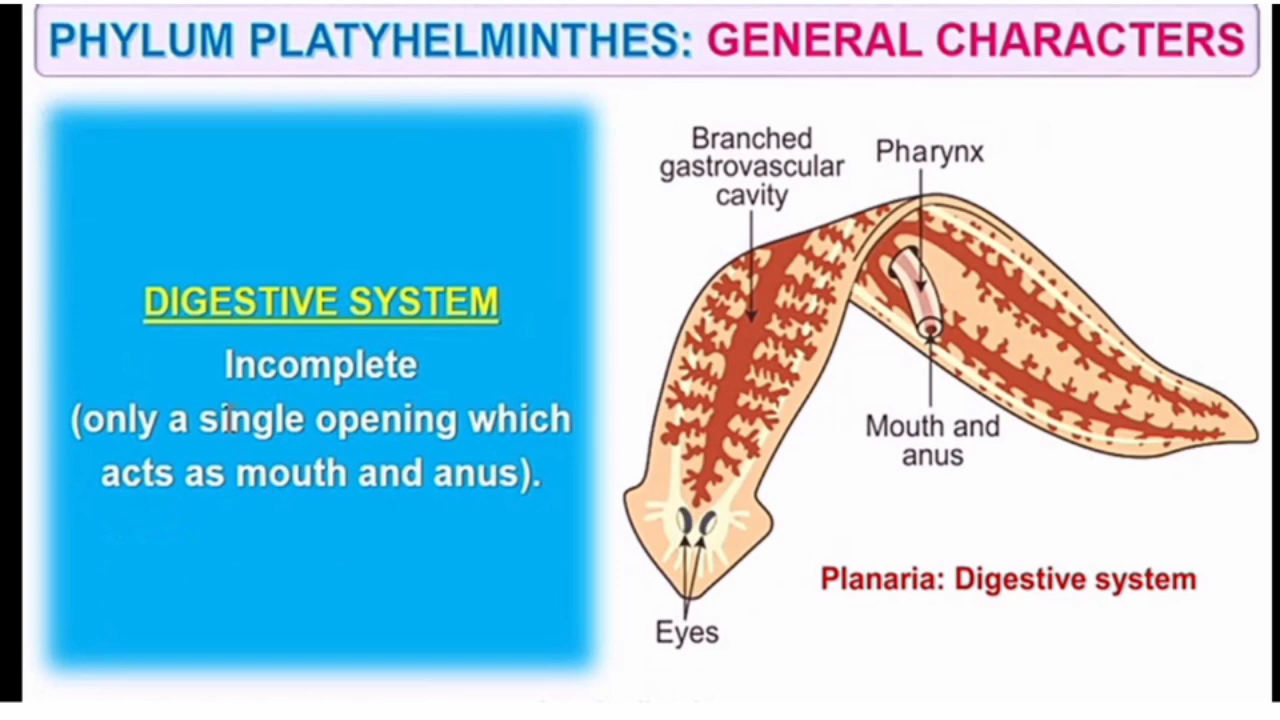 PHYLUM PLATYHELMINTHES: GENERAL CHARACTERS
DIGESTIVE SYSTEM
Incomplete
(only a single opening which
acts as mouth and anus).
Branched
gastrovascular
cavity
Pharynx
Mouth and
anus
Eyes
Planaria: Digestive system